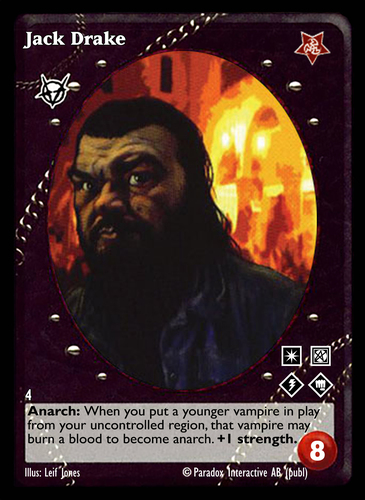 Jack Drake
4
Anarch: When you put a younger vampire in play
from your uncontrolled region, that vampire may
burn a blood to become anarch. +1 strength.
8
Illus: Leif Jones © Paradox Interactive AB (publ)